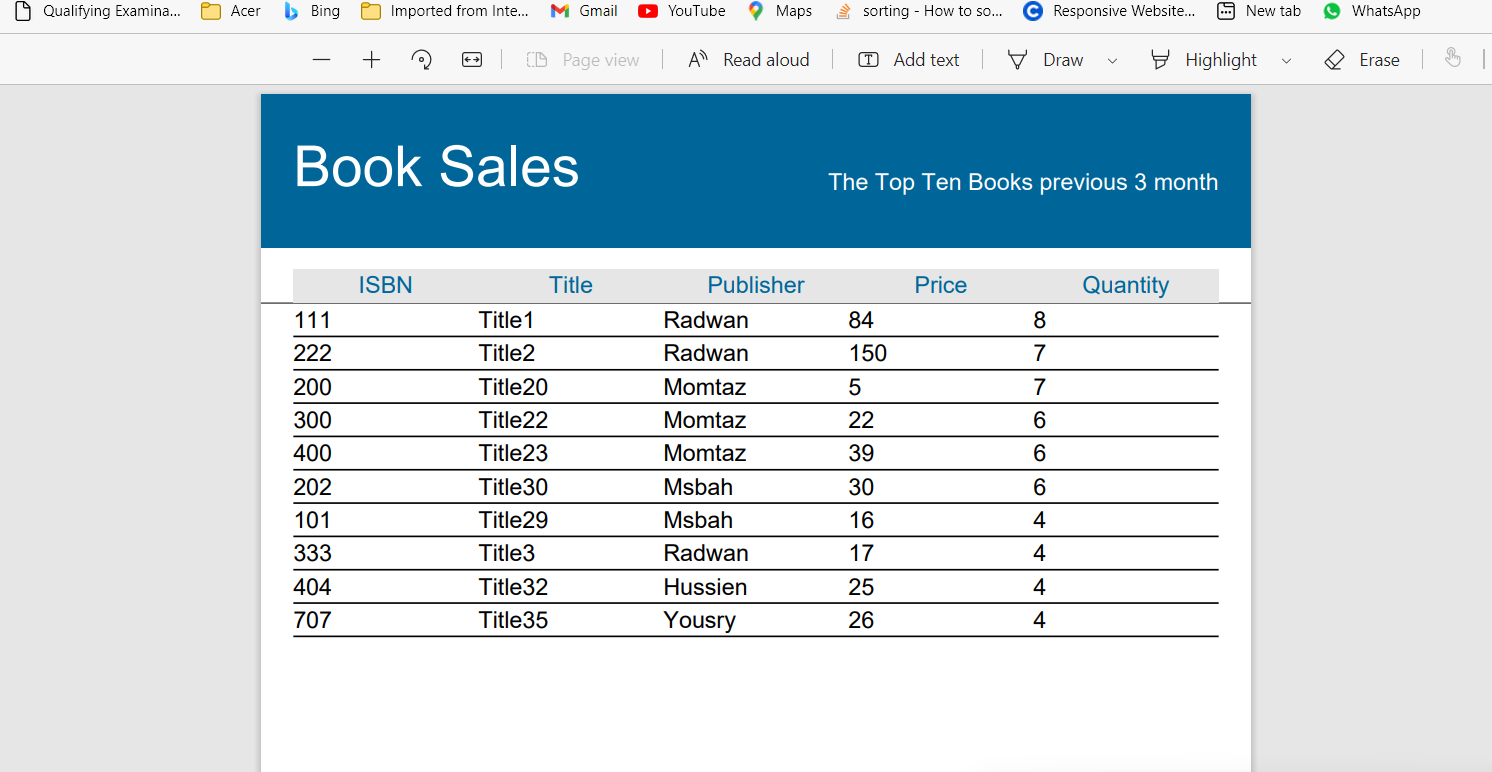 Qualifying Examina... Acer Bing Imported from Inte... Gmail YouTube Maps sorting - How to so... Responsive Website... New tab WhatsApp
Page view Read aloud Add text Draw Highlight Erase
Book Sales
The Top Ten Books previous 3 month
ISBN Title Publisher Price Quantity
111 Title1 Radwan 84 8
222 Title2 Radwan 150 7
200 Title20 Momtaz 5 7
300 Title22 Momtaz 22 6
400 Title23 Momtaz 39 6
202 Title30 Msbah 30 6
101 Title29 Msbah 16 4
333 Title3 Radwan 17 4
404 Title32 Hussien 25 4
707 Title35 Yousry 26 4